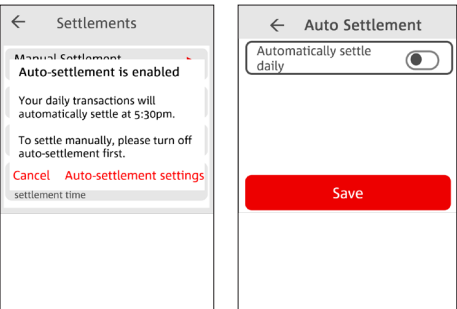 Settlements
Manual Settlement
Auto-settlement is enabled
Your daily transactions will
automatically settle at 5:30pm.
To settle manually, please turn off
auto-settlement first.
Cancel Auto-settlement settings
settlement time
Auto Settlement
Automatically settle
daily
Save